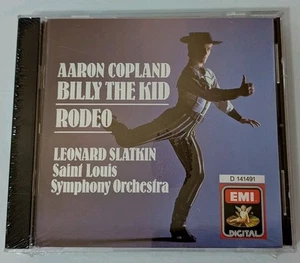 AARON COPLAND
BILLY THE KID
RODEO
LEONARD SLATKIN
Saint Louis
Symphony Orchestra
D 141491
EMI
DIGITAL